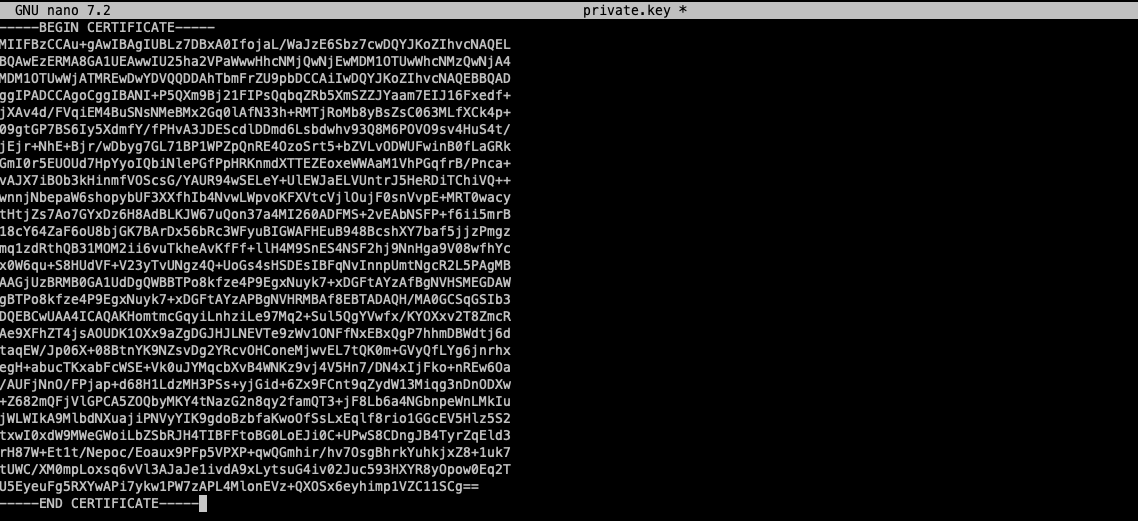 GNU nano 7.2 private.key *
-----BEGIN CERTIFICATE-----
MIIFBzCCAu+gAwIBAgIUBLz7DBxA0IfojaL/WaJzE6Sbz7cwDQYJKoZIhvcNAQEL
BQAwEzERMA8GA1UEAwwIU25ha2VPaWwwHhcNMjQwNjEwMDM1OTUwWhcNMzQwNjA4
MDM1OTUwWjATMREwDwYDVQQDDAhTbmFrZU9pbDCCAiIwDQYJKoZIhvcNAQEBBQAD
ggIPADCCAgoCggIBANI+P5QXm9Bj21FIPsQqbqZRb5XmSZZJYaam7EIJ16Fxedf+
jXAv4d/FVqiEM4BuSNsNMeBMx2Gq0lAfN33h+RMTjRoMb8yBsZsC063MLfXCk4p+
09gtGP7BS6Iy5XdmfY/fPHvA3JDEScdlDDmd6Lsbdwhv93Q8M6POVO9sv4HuS4t/
jEjr+NhE+Bjr/wDbyg7GL71BP1WPZpQnRE4OzoSrt5+bZVLvODWUFwinB0fLaGRk
GmI0r5EUOUd7HpYyoIQbiNlePGfPpHRKnmdXTTEZEoxeWWAaM1VhPGqfrB/Pnca+
vAJX7iBOb3kHinmfVOScsG/YAUR94wSELeY+UlEWJaELVUntrJ5HeRDiTChiVQ++
wnnjNbepaW6shopybUF3XXfhIb4NvwLWpvoKFXVtcVjlOujF0snVvpE+MRT0wacy
tHtjZs7Ao7GYxDz6H8AdBLKJW67uQon37a4MI260ADFMS+2vEAbNSFP+f6ii5mrB
18cY64ZaF6oU8bjGK7BArDx56bRc3WFyuBIGWAFHEuB948BcshXY7baf5jjzPmgz
mq1zdRthQB31MOM2ii6vuTkheAvKfFf+llH4M9SnES4NSF2hj9NnHga9V08wfhYc
x0W6qu+S8HUdVF+V23yTvUNgz4Q+UoGs4sHSDEsIBFqNvInnpUmtNgcR2L5PAgMB
AAGjUzBRMB0GA1UdDgQWBBTPo8kfze4P9EgxNuyk7+xDGFtAYzAfBgNVHSMEGDAW
gBTPo8kfze4P9EgxNuyk7+xDGFtAYzAPBgNVHRMBAf8EBTADAQH/MA0GCSqGSIb3
DQEBCwUAA4ICAQAKHomtmcGqyiLnhziLe97Mq2+Sul5QgYVwfx/KYOXxv2T8ZmcR
Ae9XFhZT4jsAOUDK1OXx9aZgDGJHJLNEVTe9zWv1ONFfNxEBxQgP7hhmDBWdtj6d
taqEW/Jp06X+08BtnYK9NZsvDg2YRcvOHConeMjwvEL7tQK0m+GVyQfLYg6jnrhx
egH+abucTKxabFcWSE+Vk0uJYMqcbXvB4WNKz9vj4V5Hn7/DN4xIjFko+nREw6Oa
/AUFjNnO/FPjap+d68H1LdzMH3PSs+yjGid+6Zx9FCnt9qZydW13Miqg3nDnODXw
+Z682mQFjVlGPCA5ZOQbyMKY4tNazG2n8qy2famQT3+jF8Lb6a4NGbnpeWnLMkIu
jWLWIkA9MlbdNXuajiPNVyYIK9gdoBzbfaKwoOfSsLxEqlf8rio1GGcEV5Hlz5S2
txwI0xdW9MWeGWoiLbZSbRJH4TIBFFtoBG0LoEJi0C+UPwS8CDngJB4TyrZqEld3
rH87W+Et1t/Nepoc/Eoaux9PFp5VPXP+qwQGmhir/hv7OsgBhrkYuhkjxZ8+1uk7
tUWC/XM0mpLoxsq6vVl3AJaJe1ivdA9xLytsuG4iv02Juc593HXYR8yOpow0Eq2T
U5EyeuFg5RXYwAPi7ykw1PW7zAPL4MlonEVz+QXOSx6eyhimp1VZC11SCg==
-----END CERTIFICATE-----